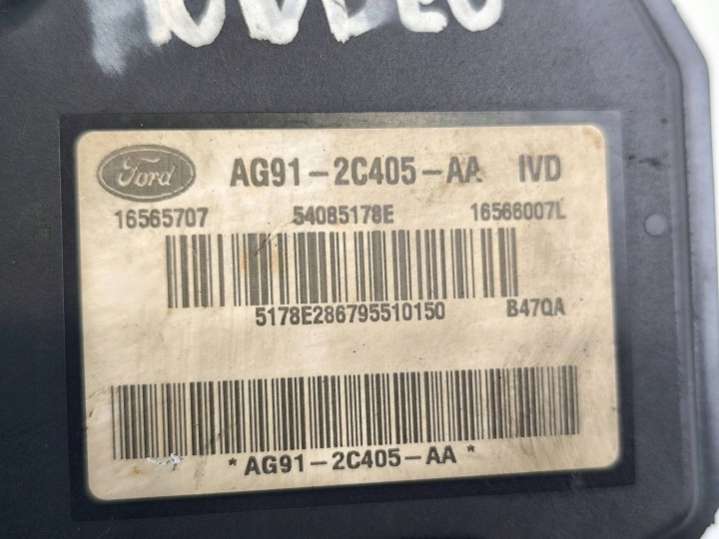 Ford AG91-2C405-AA IVD
16565707 54085178E 16566007L
5178E286795510150 B47QA
*AG91-2C405-AA*